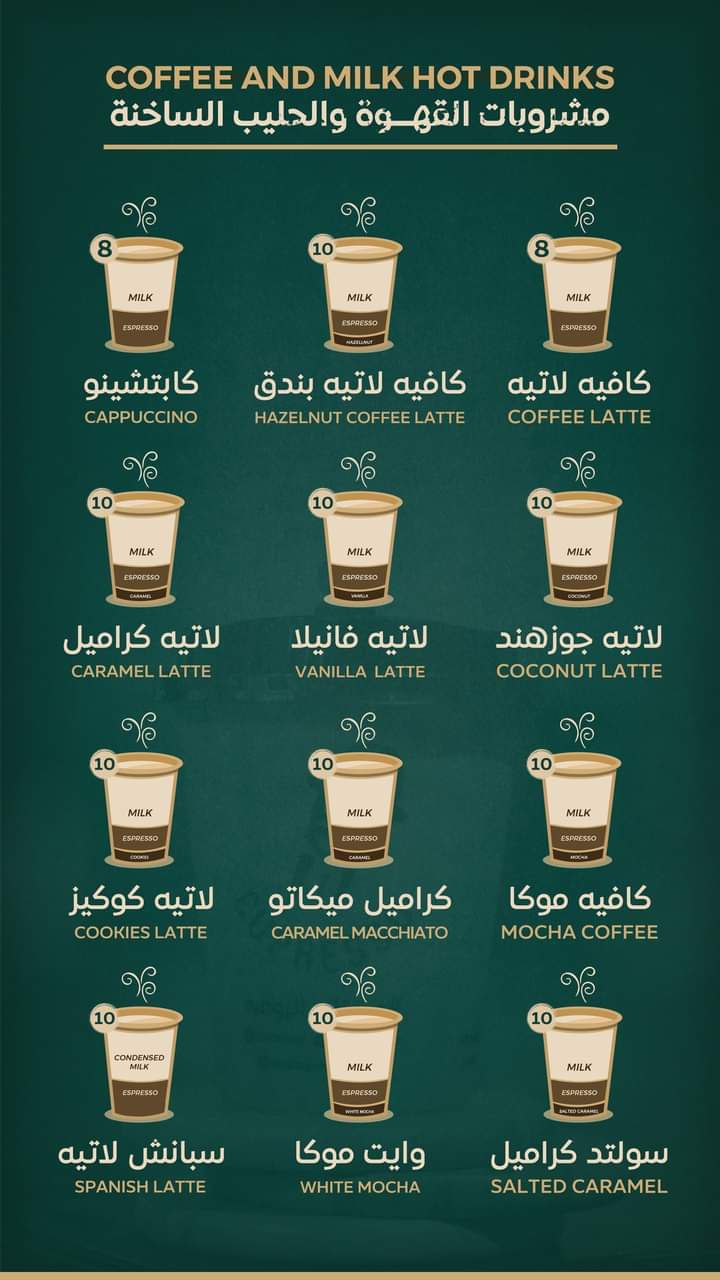 COFFEE AND MILK HOT DRINKS
مشروبات القهـوة والحليب الساخنة
8
MILK
ESPRESSO
كابتشينو
CAPPUCCINO
10
MILK
ESPRESSO
HAZELLNUT
كافيه لاتيه بندق
HAZELNUT COFFEE LATTE
8
MILK
ESPRESSO
كافيه لاتيه
COFFEE LATTE
10
MILK
ESPRESSO
CARAMEL
لاتيه كراميل
CARAMEL LATTE
10
MILK
ESPRESSO
VANILLA
لاتيه فانيلا
VANILLA LATTE
10
MILK
ESPRESSO
COCONUT
لاتيه جوزهند
COCONUT LATTE
10
MILK
ESPRESSO
COOKIES
لاتيه كوكيز
COOKIES LATTE
10
MILK
ESPRESSO
CARAMEL
كراميل ميكاتو
CARAMEL MACCHIATO
10
MILK
ESPRESSO
MOCHA
كافيه موكا
MOCHA COFFEE
10
CONDENSED
MILK
ESPRESSO
سبانش لاتيه
SPANISH LATTE
10
MILK
ESPRESSO
WHITE MOCHA
وايت موكا
WHITE MOCHA
10
MILK
ESPRESSO
SALTED CARAMEL
سولتد كراميل
SALTED CARAMEL